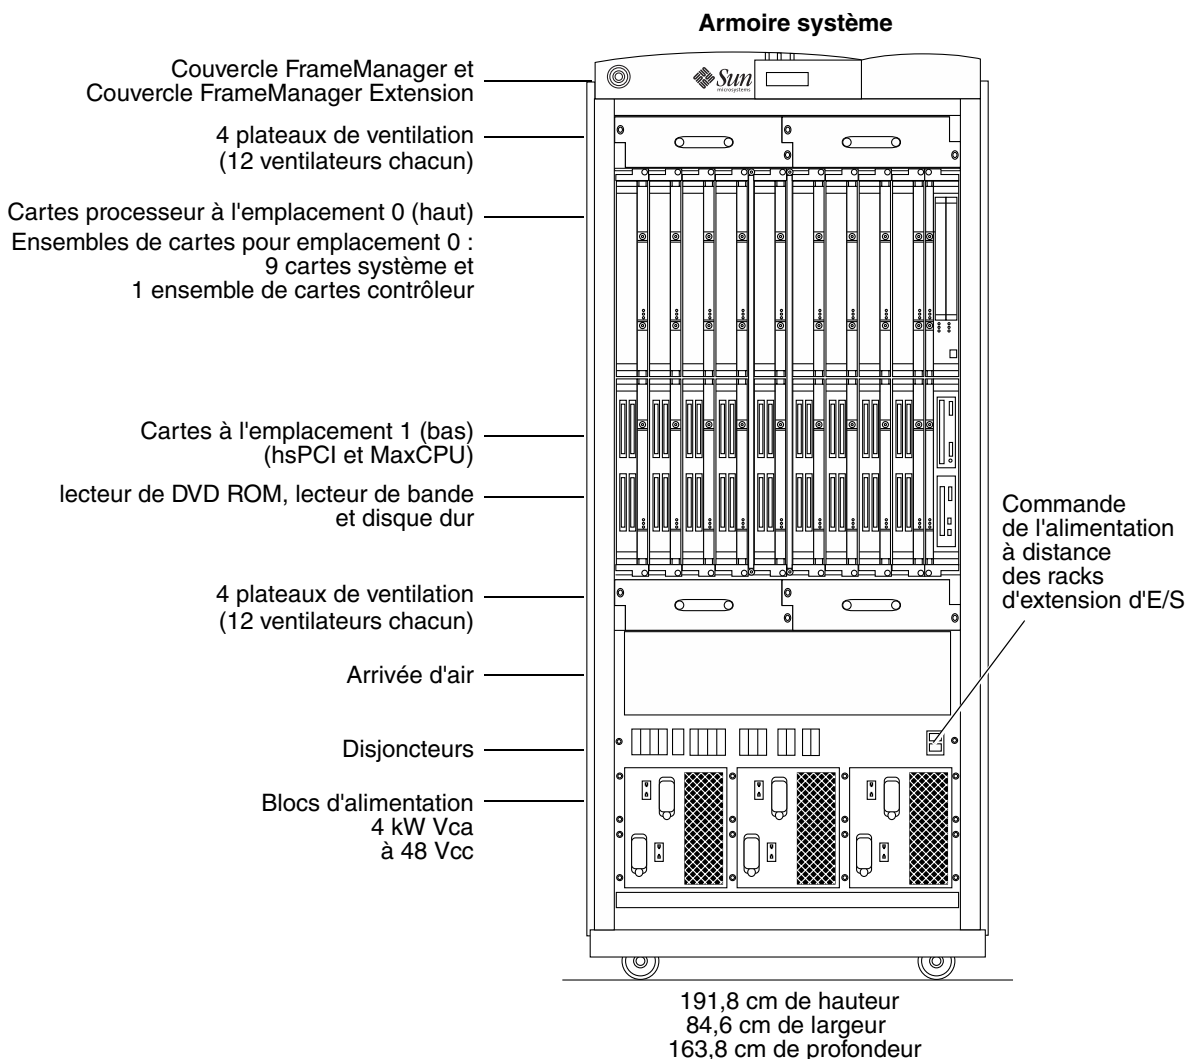 Armoire système
Couvercle FrameManager et
Couvercle FrameManager Extension
Sun
microsystems
4 plateaux de ventilation
(12 ventilateurs chacun)
Cartes processeur à l'emplacement 0 (haut)
Ensembles de cartes pour emplacement 0 :
9 cartes système et
1 ensemble de cartes contrôleur
Cartes à l'emplacement 1 (bas)
(hsPCI et MaxCPU)
lecteur de DVD ROM, lecteur de bande
et disque dur
Commande
de l'alimentation
à distance
des racks
d'extension d'E/S
4 plateaux de ventilation
(12 ventilateurs chacun)
Arrivée d'air
Disjoncteurs
Blocs d'alimentation
4 kW Vca
à 48 Vcc
191,8 cm de hauteur
84,6 cm de largeur
163,8 cm de profondeur